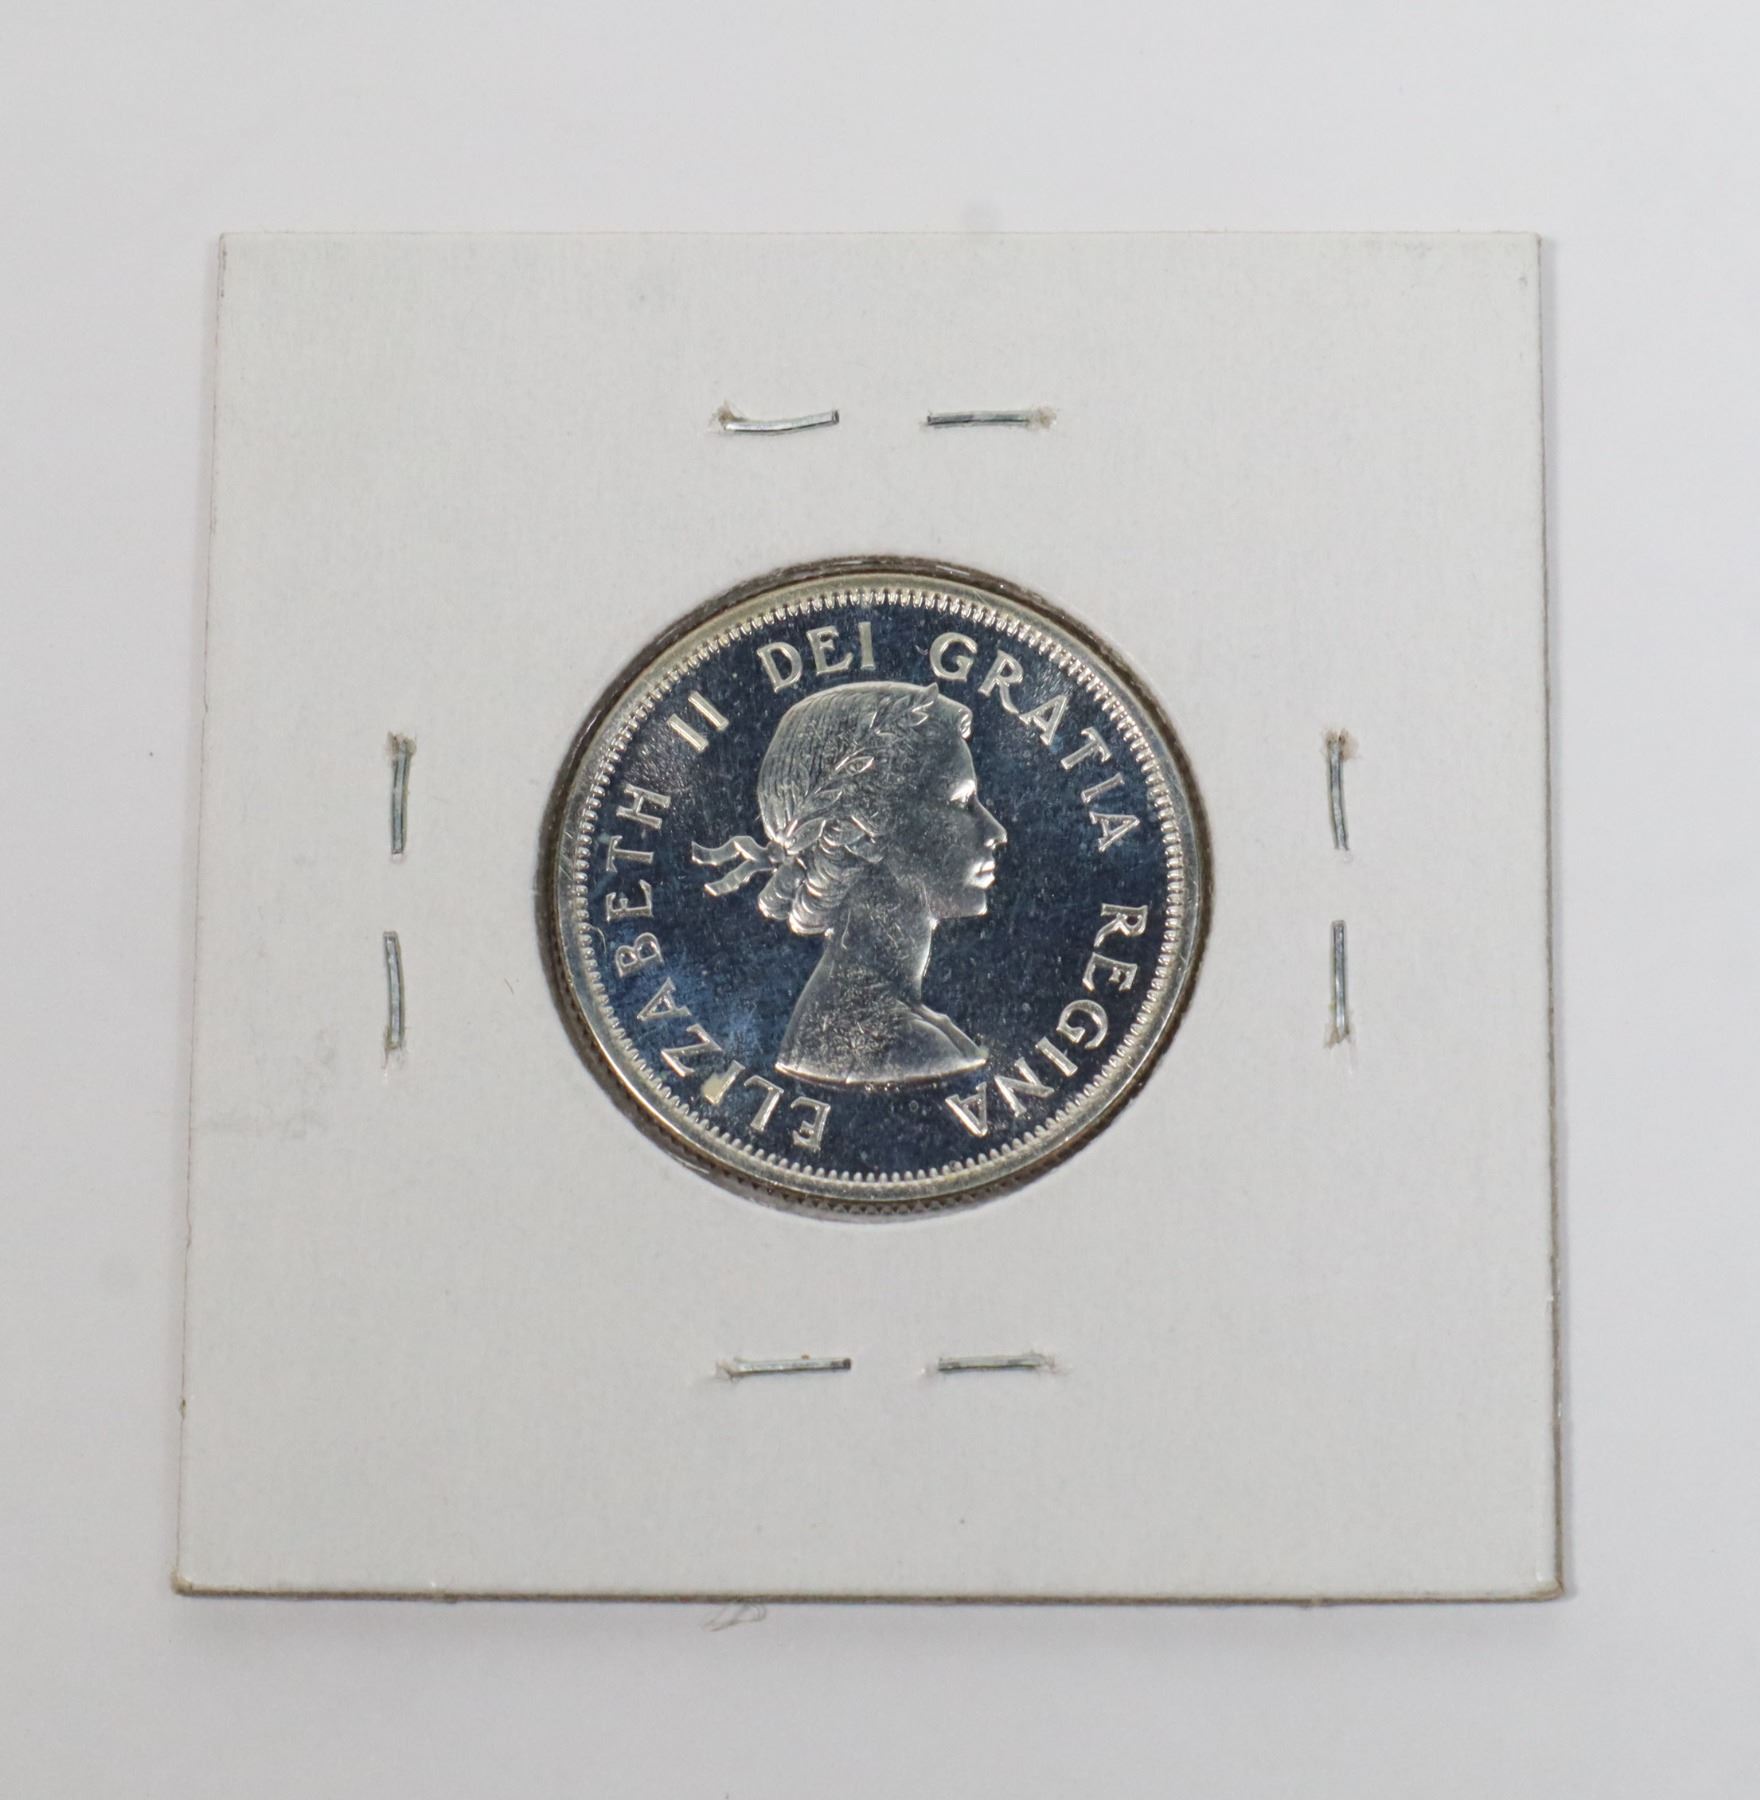 ELIZABETH II DEI GRATIA REGINA